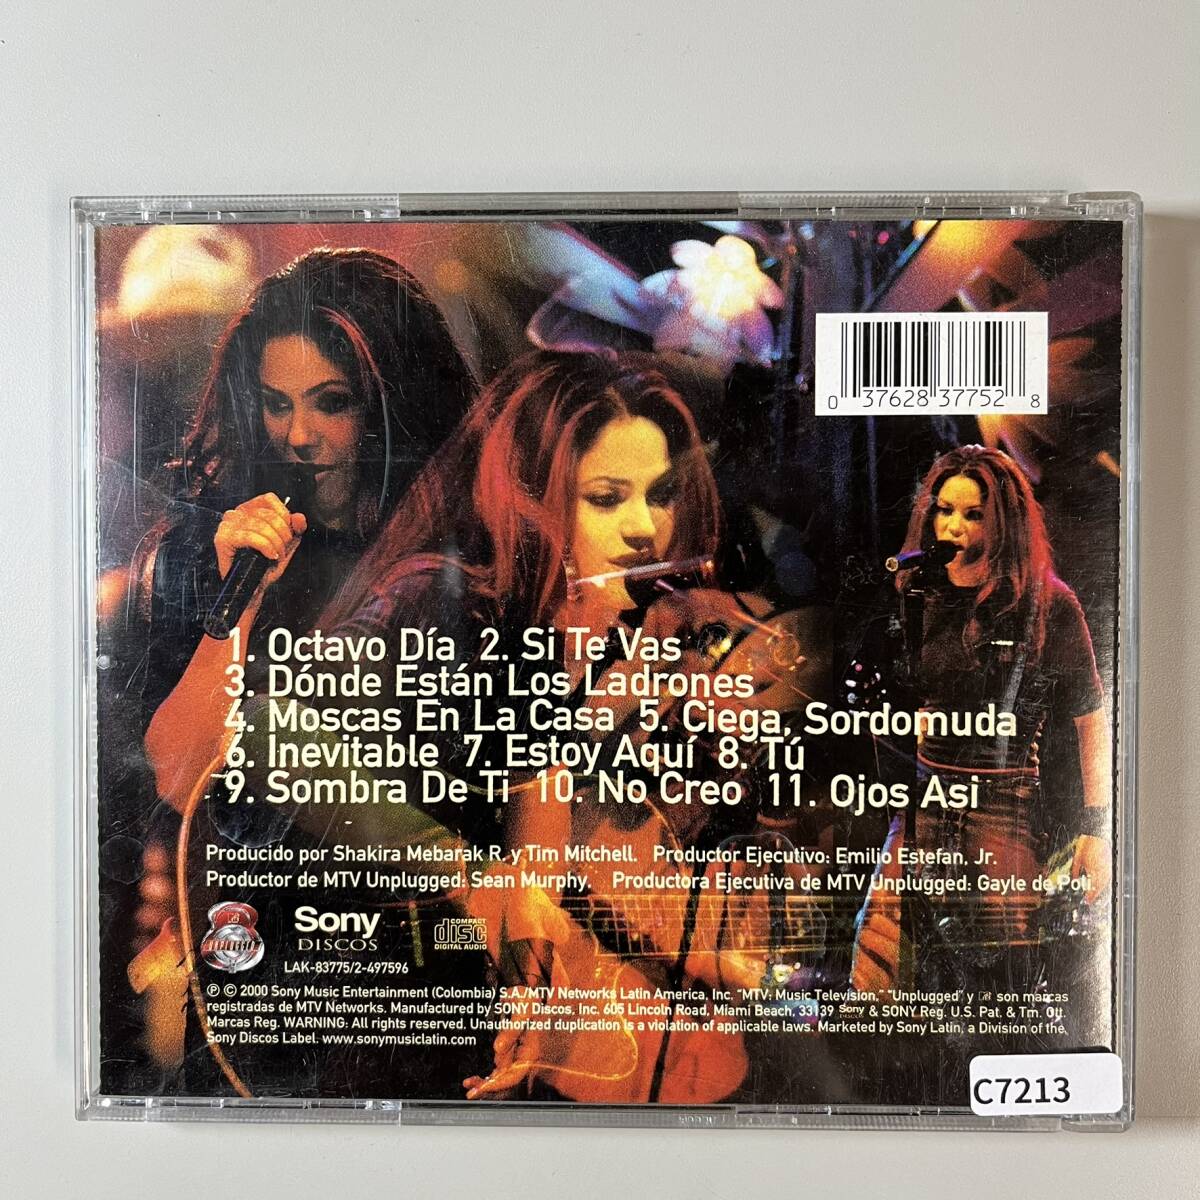 0 37628 37752 8
1. Octavo Día 2. Si Te Vas
3. Dónde Están Los Ladrones
4. Moscas En La Casa 5. Ciega, Sordomuda
6. Inevitable 7. Estoy Aquí 8. Tú
9. Sombra De Ti 10. No Creo 11. Ojos Asi
Producido por Shakira Mebarak R. y Tim Mitchell. Productor Ejecutivo: Emilio Estefan, Jr.
Productor de MTV Unplugged: Sean Murphy. Productora Ejecutiva de MTV Unplugged: Gayle de Poli.
UNPLUGGED
Sony
DISCOS
COMPACT
disc
DIGITAL AUDIO
LAK-83775/2-497596
℗ © 2000 Sony Music Entertainment (Colombia) S.A./MTV Networks Latin America, Inc. "MTV: Music Television," "Unplugged" y MTV son marcas
registradas de MTV Networks. Manufactured by SONY Discos, Inc. 605 Lincoln Road, Miami Beach, 33139 Sony DISCOS & SONY Reg. U.S. Pat. & Tm. Off.
Marcas Reg. WARNING: All rights reserved. Unauthorized duplication is a violation of applicable laws. Marketed by Sony Latin, a Division of the
Sony Discos Label. www.sonymusiclatin.com
C7213